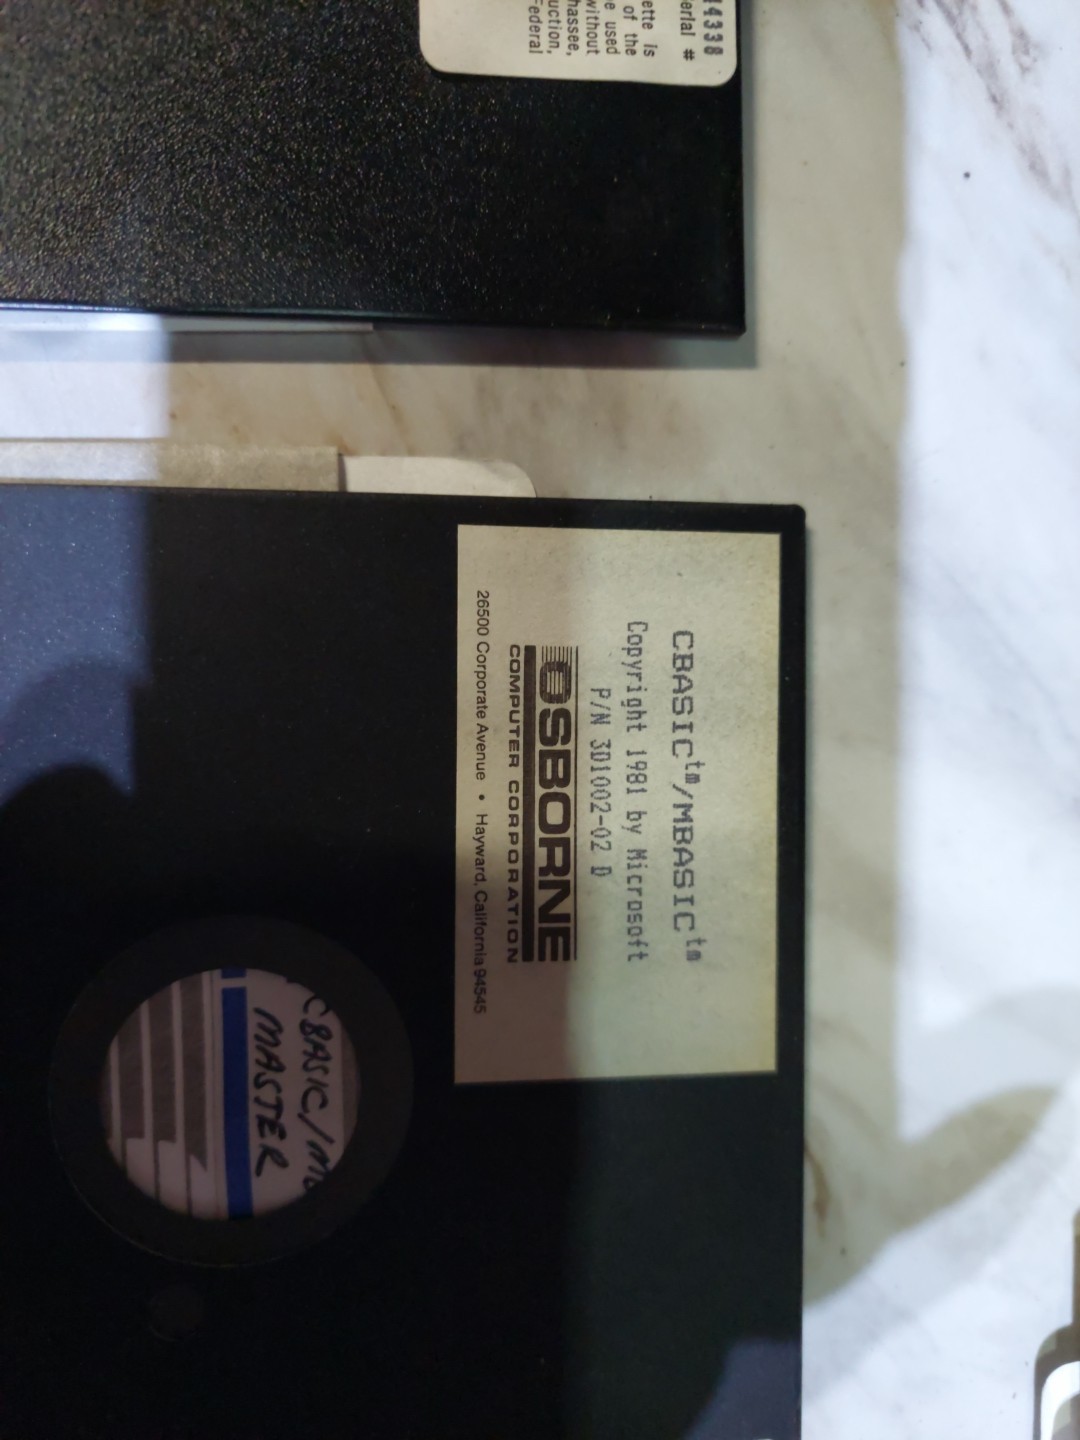 CBASIC™/MBASIC™
Copyright 1981 by Microsoft
P/N 3D1002-02 D
OSBORNE
COMPUTER CORPORATION
26500 Corporate Avenue • Hayward, California 94545
CBASIC/
MASTER
44338
erial #
ette is
of the
e used
without
hassee,
uction,
Federal